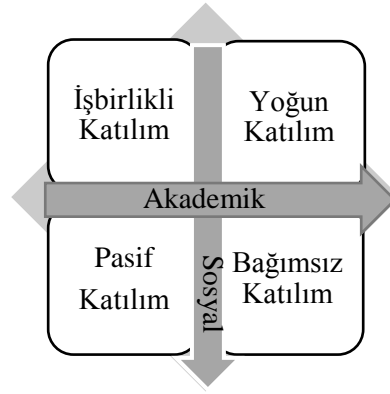 İşbirlikli
Katılım
Yoğun
Katılım
Akademik
Pasif
Katılım
Sosyal
Bağımsız
Katılım